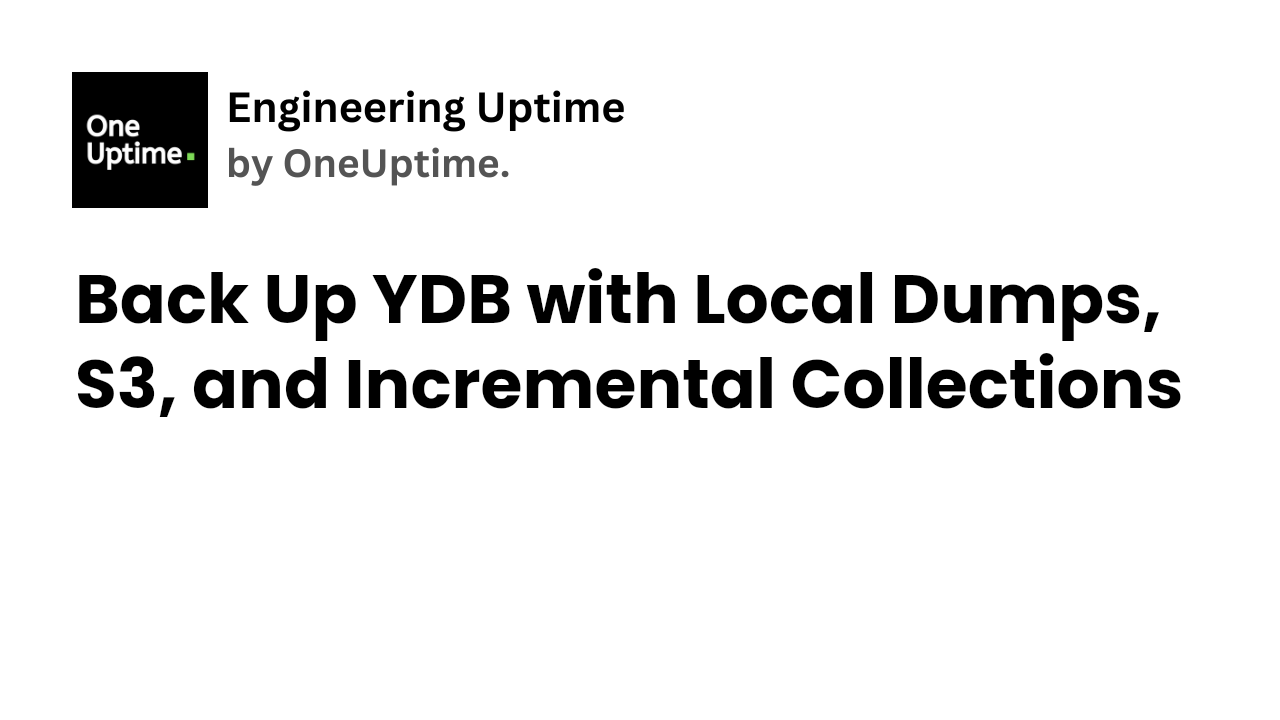 One
Uptime
Engineering Uptime
by OneUptime.
Back Up YDB with Local Dumps,
S3, and Incremental Collections